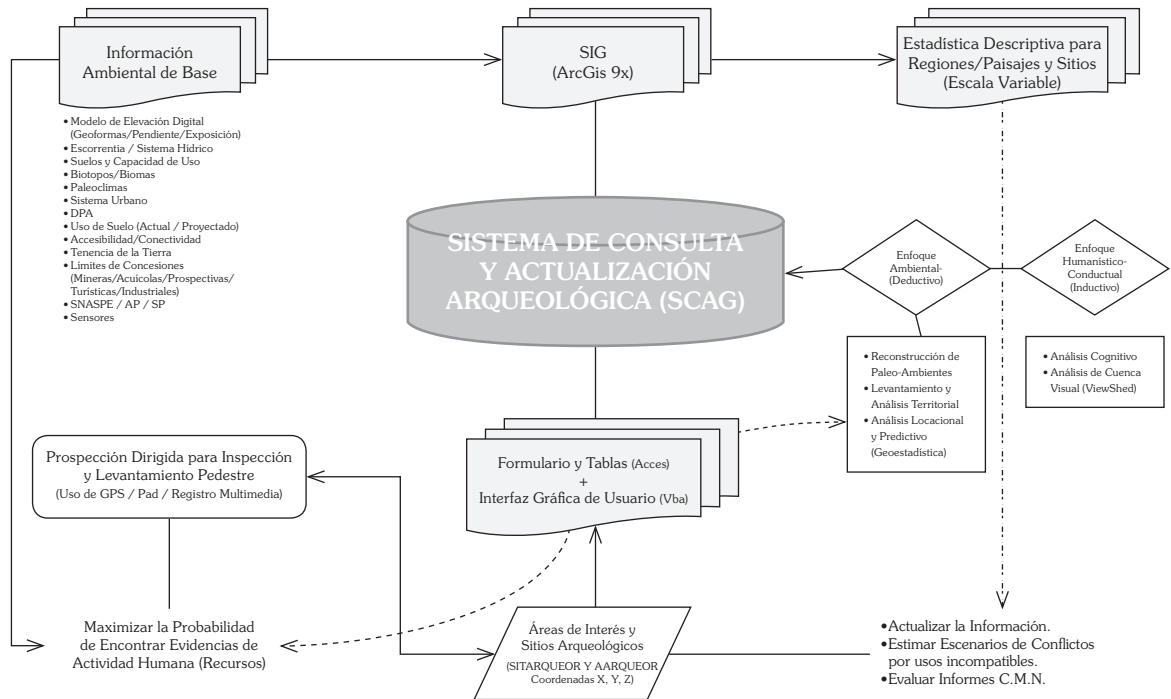 Información
Ambiental de Base
SIG
(ArcGis 9x)
Estadística Descriptiva para
Regiones/Paisajes y Sitios
(Escala Variable)
• Modelo de Elevación Digital
(Geoformas/Pendiente/Exposición)
• Escorrentia / Sistema Hídrico
• Suelos y Capacidad de Uso
• Biotopos/Biomas
• Paleoclimas
• Sistema Urbano
• DPA
• Uso de Suelo (Actual / Proyectado)
• Accesibilidad/Conectividad
• Tenencia de la Tierra
• Limites de Concesiones
(Mineras/Acuícolas/Prospectivas/
Turísticas/Industriales)
• SNASPE / AP / SP
• Sensores
SISTEMA DE CONSULTA
Y ACTUALIZACIÓN
ARQUEOLÓGICA (SCAG)
Enfoque
Ambiental-
(Deductivo)
Enfoque
Humanístico-
Conductual
(Inductivo)
• Reconstrucción de
Paleo-Ambientes
• Levantamiento y
Análisis Territorial
• Análisis Locacional
y Predictivo
(Geoestadística)
• Análisis Cognitivo
• Análisis de Cuenca
Visual (ViewShed)
Prospección Dirigida para Inspección
y Levantamiento Pedestre
(Uso de GPS / Pad / Registro Multimedia)
Formulario y Tablas (Acces)
+
Interfaz Gráfica de Usuario (Vba)
Maximizar la Probabilidad
de Encontrar Evidencias de
Actividad Humana (Recursos)
Áreas de Interés y
Sitios Arqueológicos
(SITARQUEOR Y AARQUEOR
Coordenadas X, Y, Z)
•Actualizar la Información.
•Estimar Escenarios de Conflictos
por usos incompatibles.
•Evaluar Informes C.M.N.